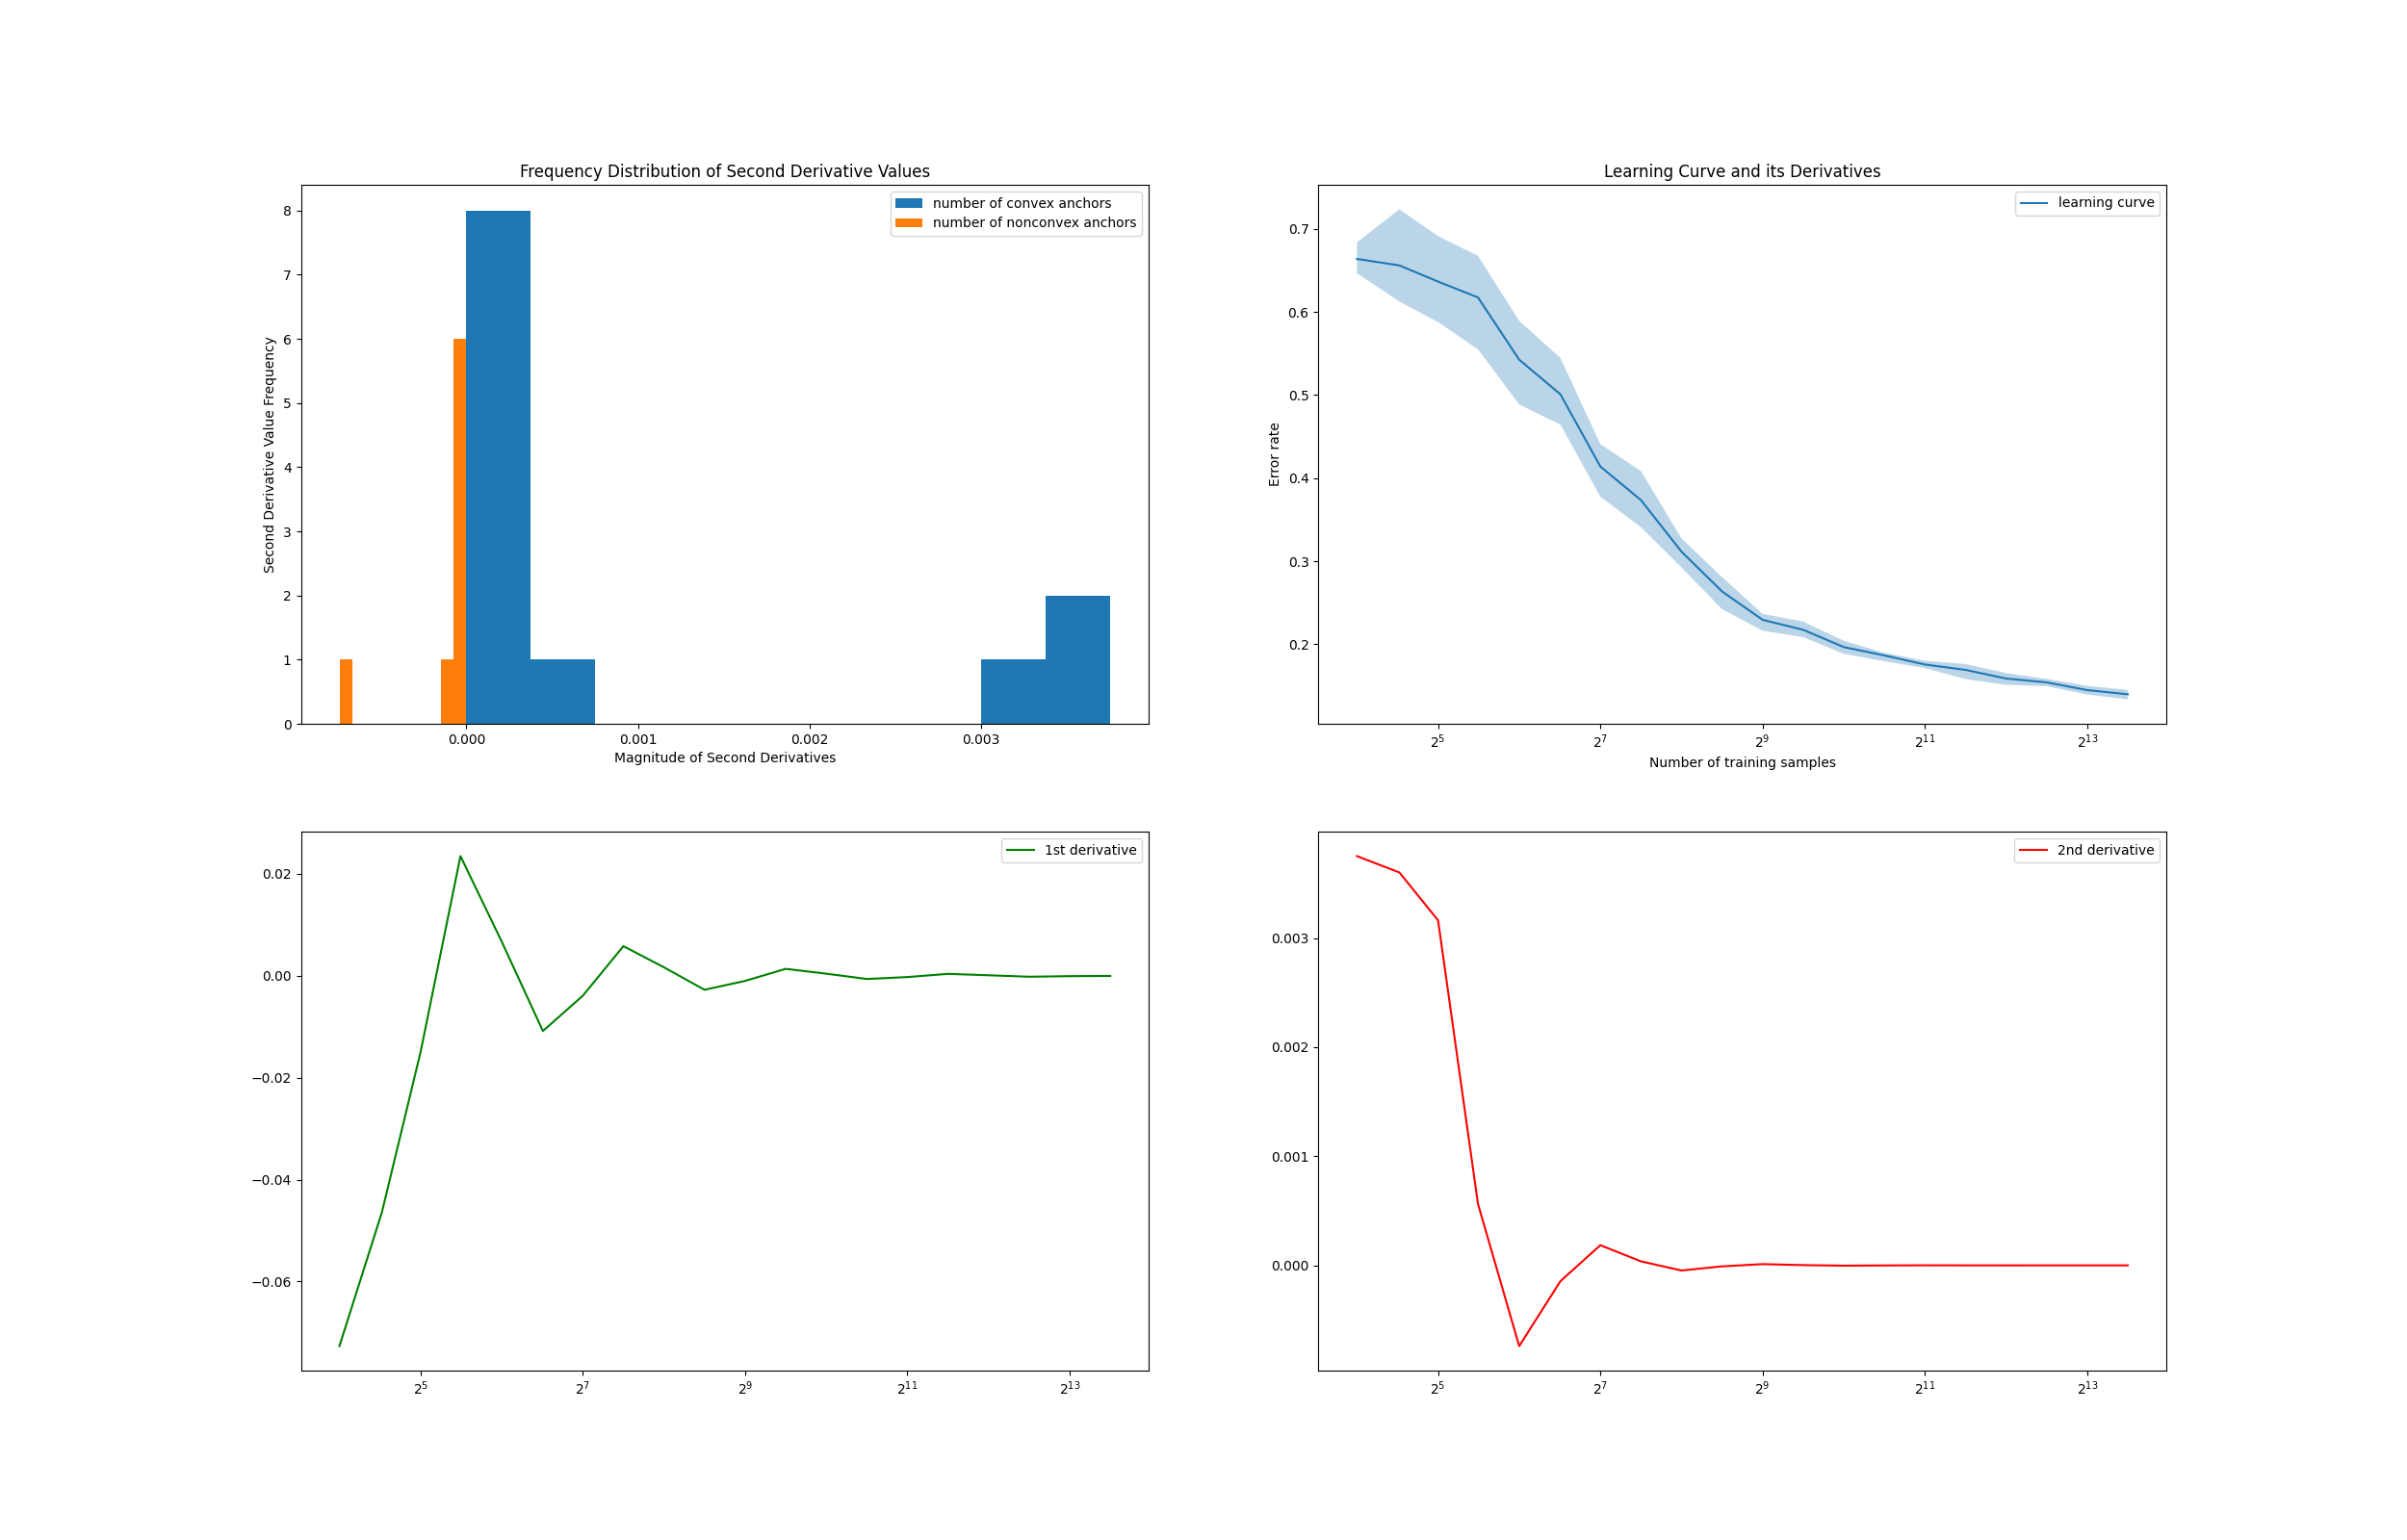 Frequency Distribution of Second Derivative Values
number of convex anchors
number of nonconvex anchors
Second Derivative Value Frequency
8
7
6
5
4
3
2
1
0
0.000 0.001 0.002 0.003
Magnitude of Second Derivatives
Learning Curve and its Derivatives
learning curve
Error rate
0.7
0.6
0.5
0.4
0.3
0.2
2^5 2^7 2^9 2^11 2^13
Number of training samples
1st derivative
0.02
0.00
−0.02
−0.04
−0.06
2^5 2^7 2^9 2^11 2^13
2nd derivative
0.003
0.002
0.001
0.000
2^5 2^7 2^9 2^11 2^13